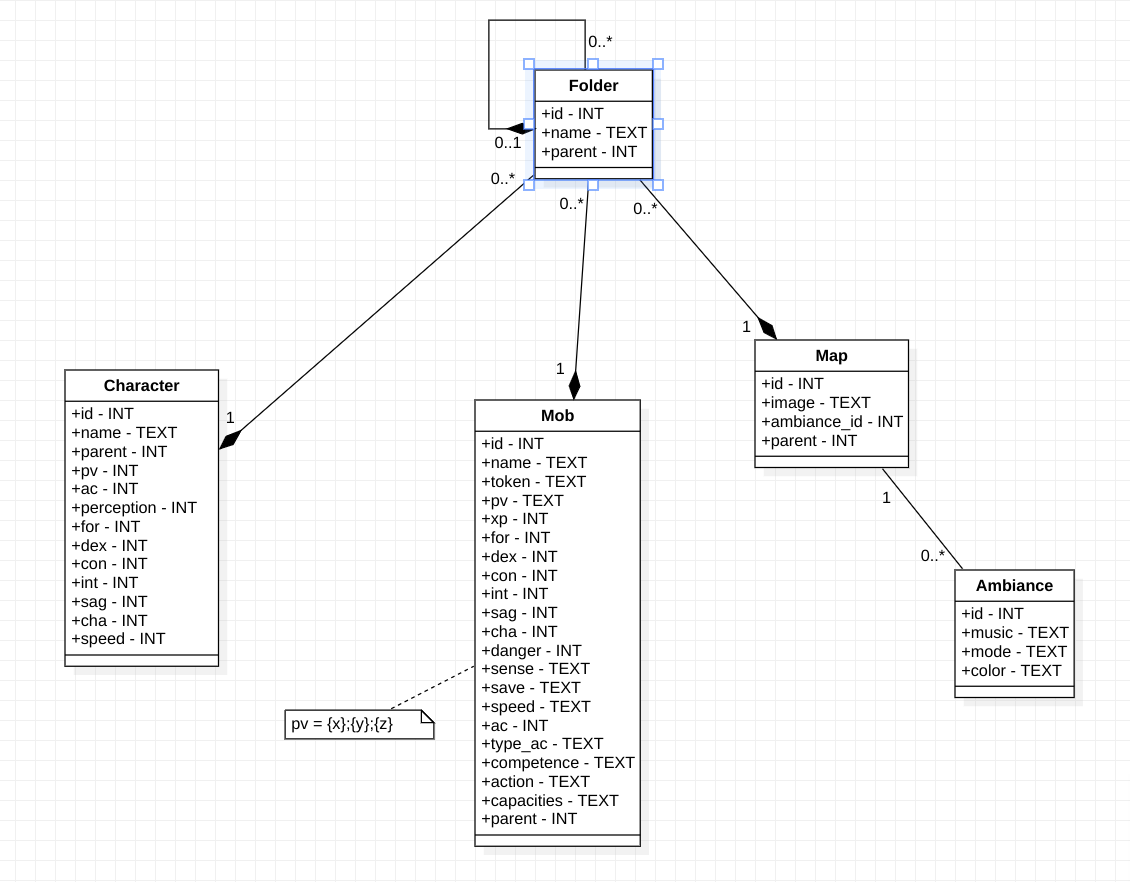 0..*
Folder
+id - INT
+name - TEXT
+parent - INT
0..1
0..*
0..*
0..*
1
1
1
Character
+id - INT
+name - TEXT
+parent - INT
+pv - INT
+ac - INT
+perception - INT
+for - INT
+dex - INT
+con - INT
+int - INT
+sag - INT
+cha - INT
+speed - INT
Mob
+id - INT
+name - TEXT
+token - TEXT
+pv - TEXT
+xp - INT
+for - INT
+dex - INT
+con - INT
+int - INT
+sag - INT
+cha - INT
+danger - INT
+sense - TEXT
+save - TEXT
+speed - TEXT
+ac - INT
+type_ac - TEXT
+competence - TEXT
+action - TEXT
+capacities - TEXT
+parent - INT
pv = {x};{y};{z}
Map
+id - INT
+image - TEXT
+ambiance_id - INT
+parent - INT
1
0..*
Ambiance
+id - INT
+music - TEXT
+mode - TEXT
+color - TEXT